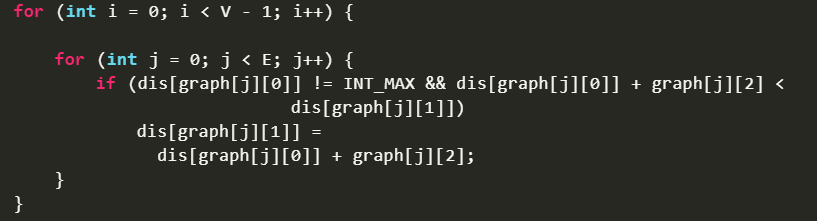 for (int i = 0; i < V - 1; i++) {
for (int j = 0; j < E; j++) {
if (dis[graph[j][0]] != INT_MAX && dis[graph[j][0]] + graph[j][2] <
dis[graph[j][1]])
dis[graph[j][1]] =
dis[graph[j][0]] + graph[j][2];
}
}